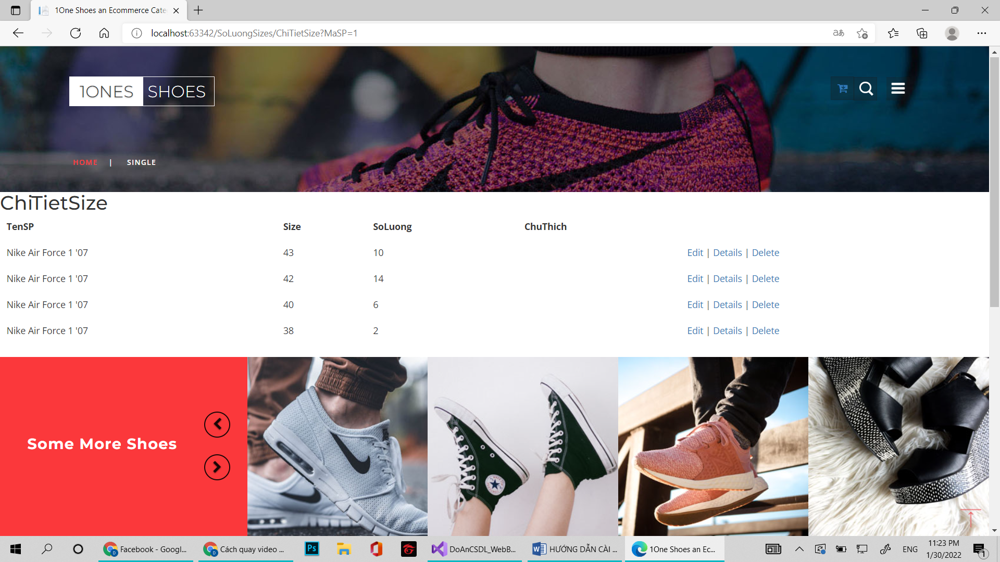 1One Shoes an Ecommerce Cate
localhost:63342/SoLuongSizes/ChiTietSize?MaSP=1
1ONES SHOES
HOME | SINGLE
ChiTietSize
TenSP Size SoLuong ChuThich
Nike Air Force 1 '07 43 10 Edit | Details | Delete
Nike Air Force 1 '07 42 14 Edit | Details | Delete
Nike Air Force 1 '07 40 6 Edit | Details | Delete
Nike Air Force 1 '07 38 2 Edit | Details | Delete
Some More Shoes
Facebook - Googl...
Cách quay video ...
Ps
DoAnCSDL_WebB...
HƯỚNG DẪN CÀI ...
1One Shoes an Ec...
ENG
11:23 PM
1/30/2022
1